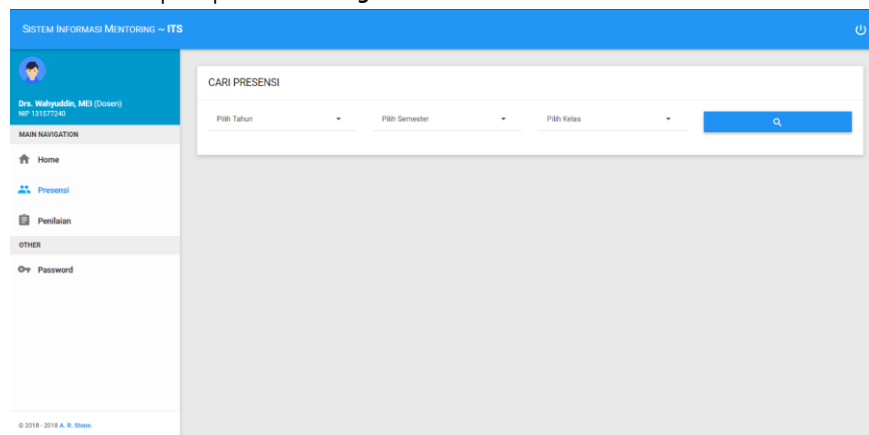 SISTEM INFORMASI MENTORING ~ ITS
Drs. Wahyuddin, MEI (Dosen)
NIP 131577240
MAIN NAVIGATION
Home
Presensi
Penilaian
OTHER
Password
© 2018 - 2018 A. R. Slone.
CARI PRESENSI
Pilih Tahun
Pilih Semester
Pilih Kelas